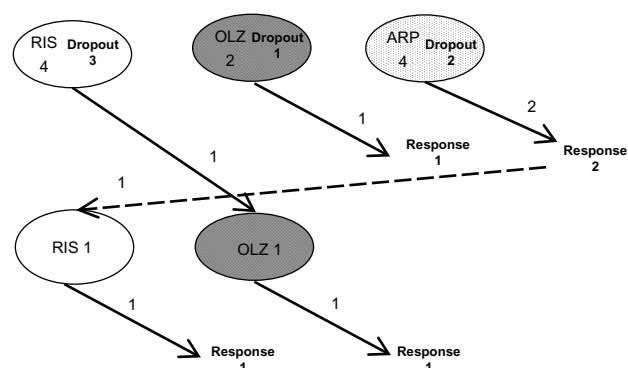 RIS Dropout
4 3
OLZ Dropout
2 1
ARP Dropout
4 2
2
1
Response
1
Response
2
1
1
RIS 1
OLZ 1
1
1
Response
1
Response
1